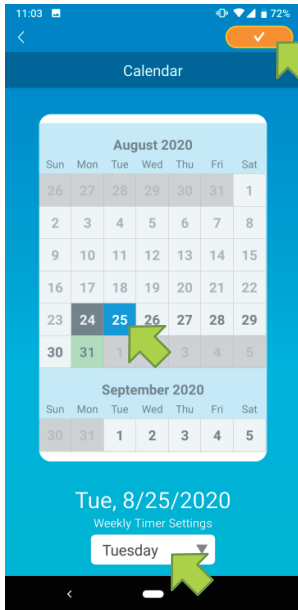 11:03 72%
Calendar
August 2020
Sun Mon Tue Wed Thu Fri Sat
26 27 28 29 30 31 1
2 3 4 5 6 7 8
9 10 11 12 13 14 15
16 17 18 19 20 21 22
23 24 25 26 27 28 29
30 31 1 3 4 5
September 2020
Sun Mon Tue Wed Thu Fri Sat
30 31 1 2 3 4 5
Tue, 8/25/2020
Weekly Timer Settings
Tuesday